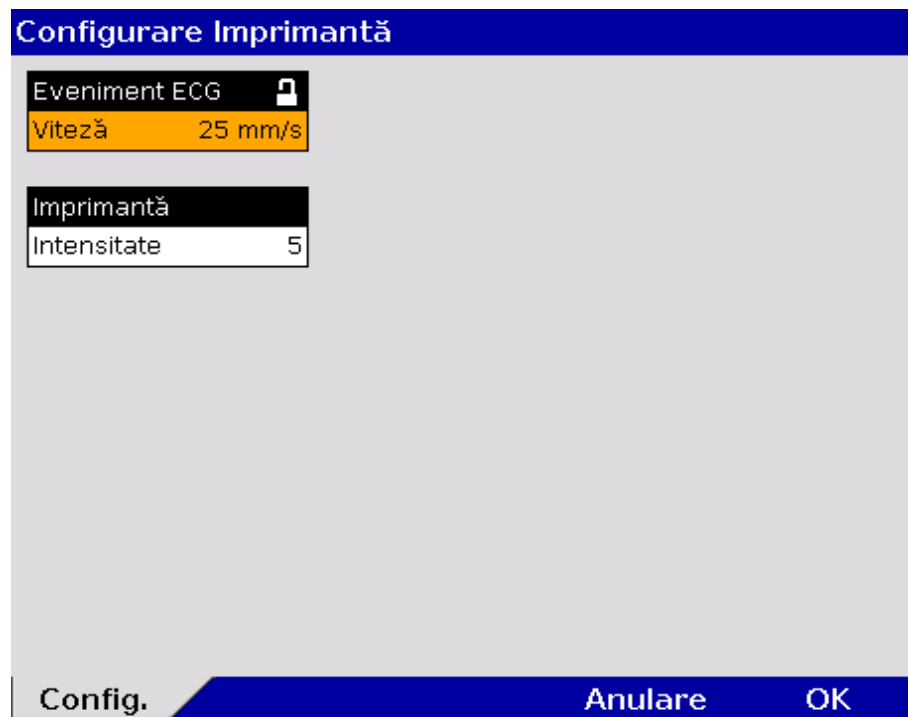 Configurare Imprimantă
Eveniment ECG
Viteză 25 mm/s
Imprimantă
Intensitate 5
Config. Anulare OK